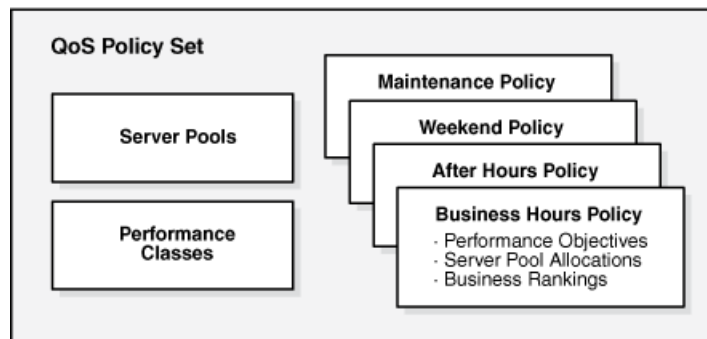 QoS Policy Set
Server Pools
Performance
Classes
Maintenance Policy
Weekend Policy
After Hours Policy
Business Hours Policy
· Performance Objectives
· Server Pool Allocations
· Business Rankings